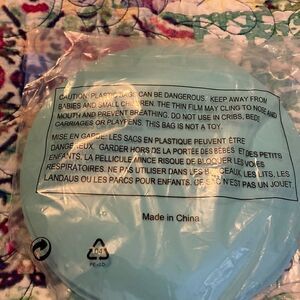 CAUTION: PLASTIC BAGS CAN BE DANGEROUS. KEEP AWAY FROM
BABIES AND SMALL CHILDREN. THE THIN FILM MAY CLING TO NOSE AND
MOUTH AND PREVENT BREATHING. DO NOT USE IN CRIBS, BEDS,
CARRIAGES OR PLAYPENS. THIS BAG IS NOT A TOY.
MISE EN GARDE: LES SACS EN PLASTIQUE PEUVENT ÊTRE
DANGEREUX. GARDER HORS DE LA PORTÉE DES BÉBÉS ET DES PETITS
ENFANTS. LA PELLICULE MINCE RISQUE DE BLOQUER LES VOIES
RESPIRATOIRES. NE PAS UTILISER DANS LES BERCEAUX, LES LITS, LES
LANDAUS OU LES PARCS POUR ENFANTS. CE SAC N'EST PAS UN JOUET
Made in China
04